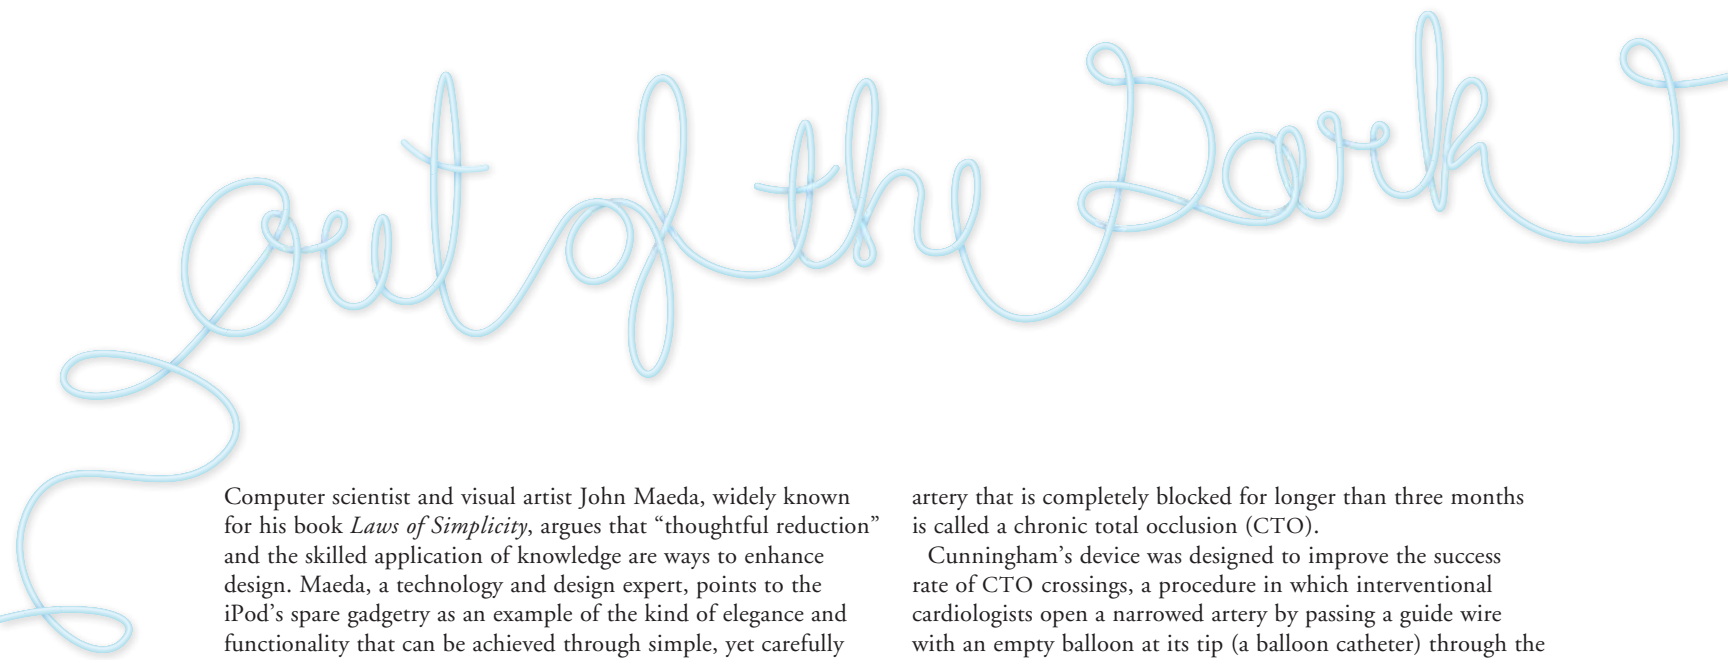 out of the Dark
Computer scientist and visual artist John Maeda, widely known
for his book Laws of Simplicity, argues that “thoughtful reduction”
and the skilled application of knowledge are ways to enhance
design. Maeda, a technology and design expert, points to the
iPod’s spare gadgetry as an example of the kind of elegance and
functionality that can be achieved through simple, yet carefully
artery that is completely blocked for longer than three months
is called a chronic total occlusion (CTO).
Cunningham’s device was designed to improve the success
rate of CTO crossings, a procedure in which interventional
cardiologists open a narrowed artery by passing a guide wire
with an empty balloon at its tip (a balloon catheter) through the